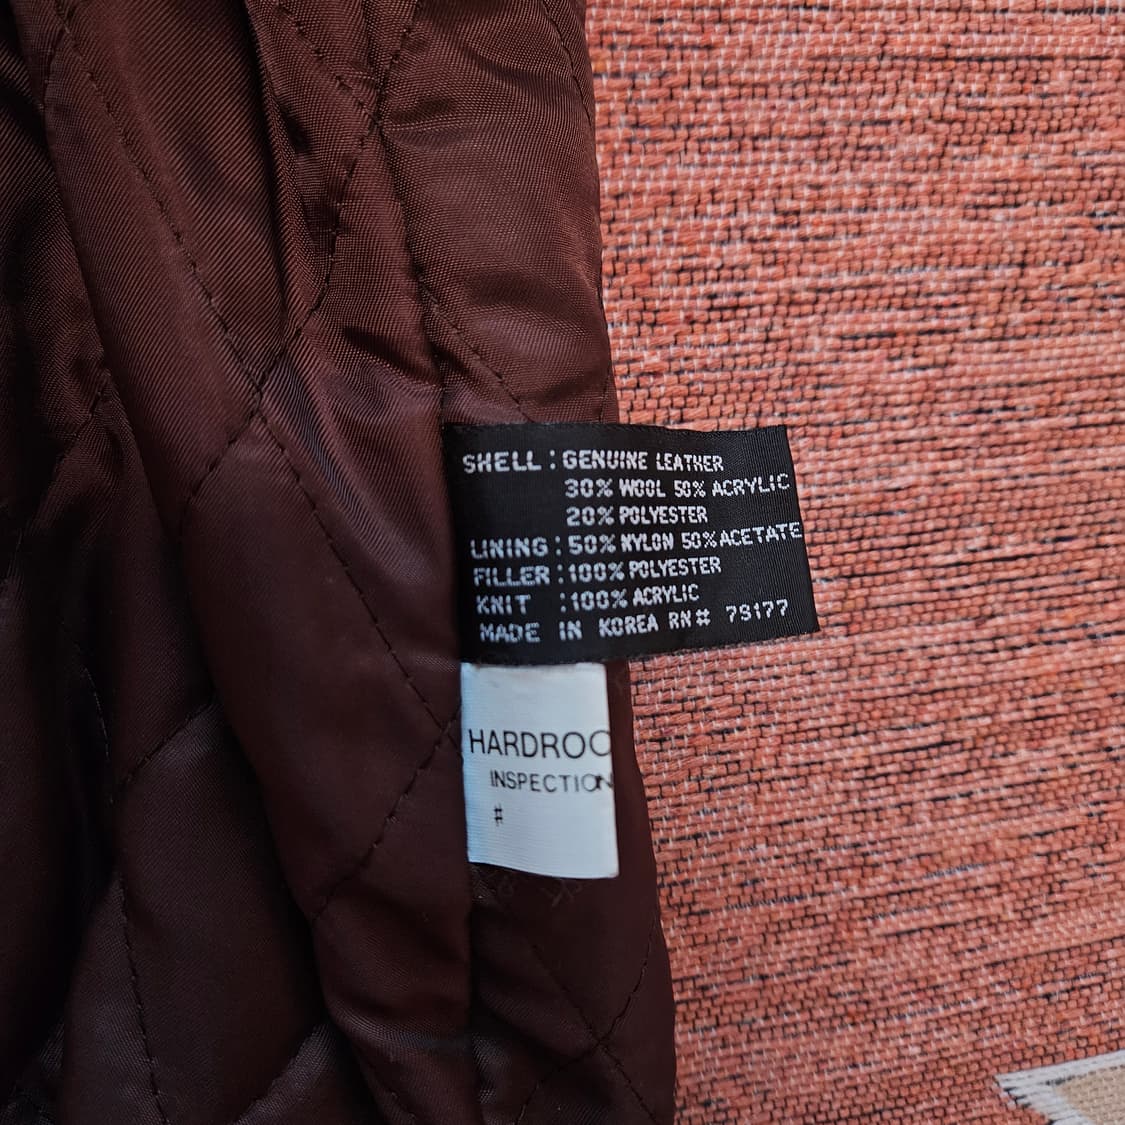 SHELL : GENUINE LEATHER
30% WOOL 50% ACRYLIC
20% POLYESTER
LINING : 50% NYLON 50% ACETATE
FILLER : 100% POLYESTER
KNIT : 100% ACRYLIC
MADE IN KOREA RN# 79177
HARDROC
INSPECTION
#